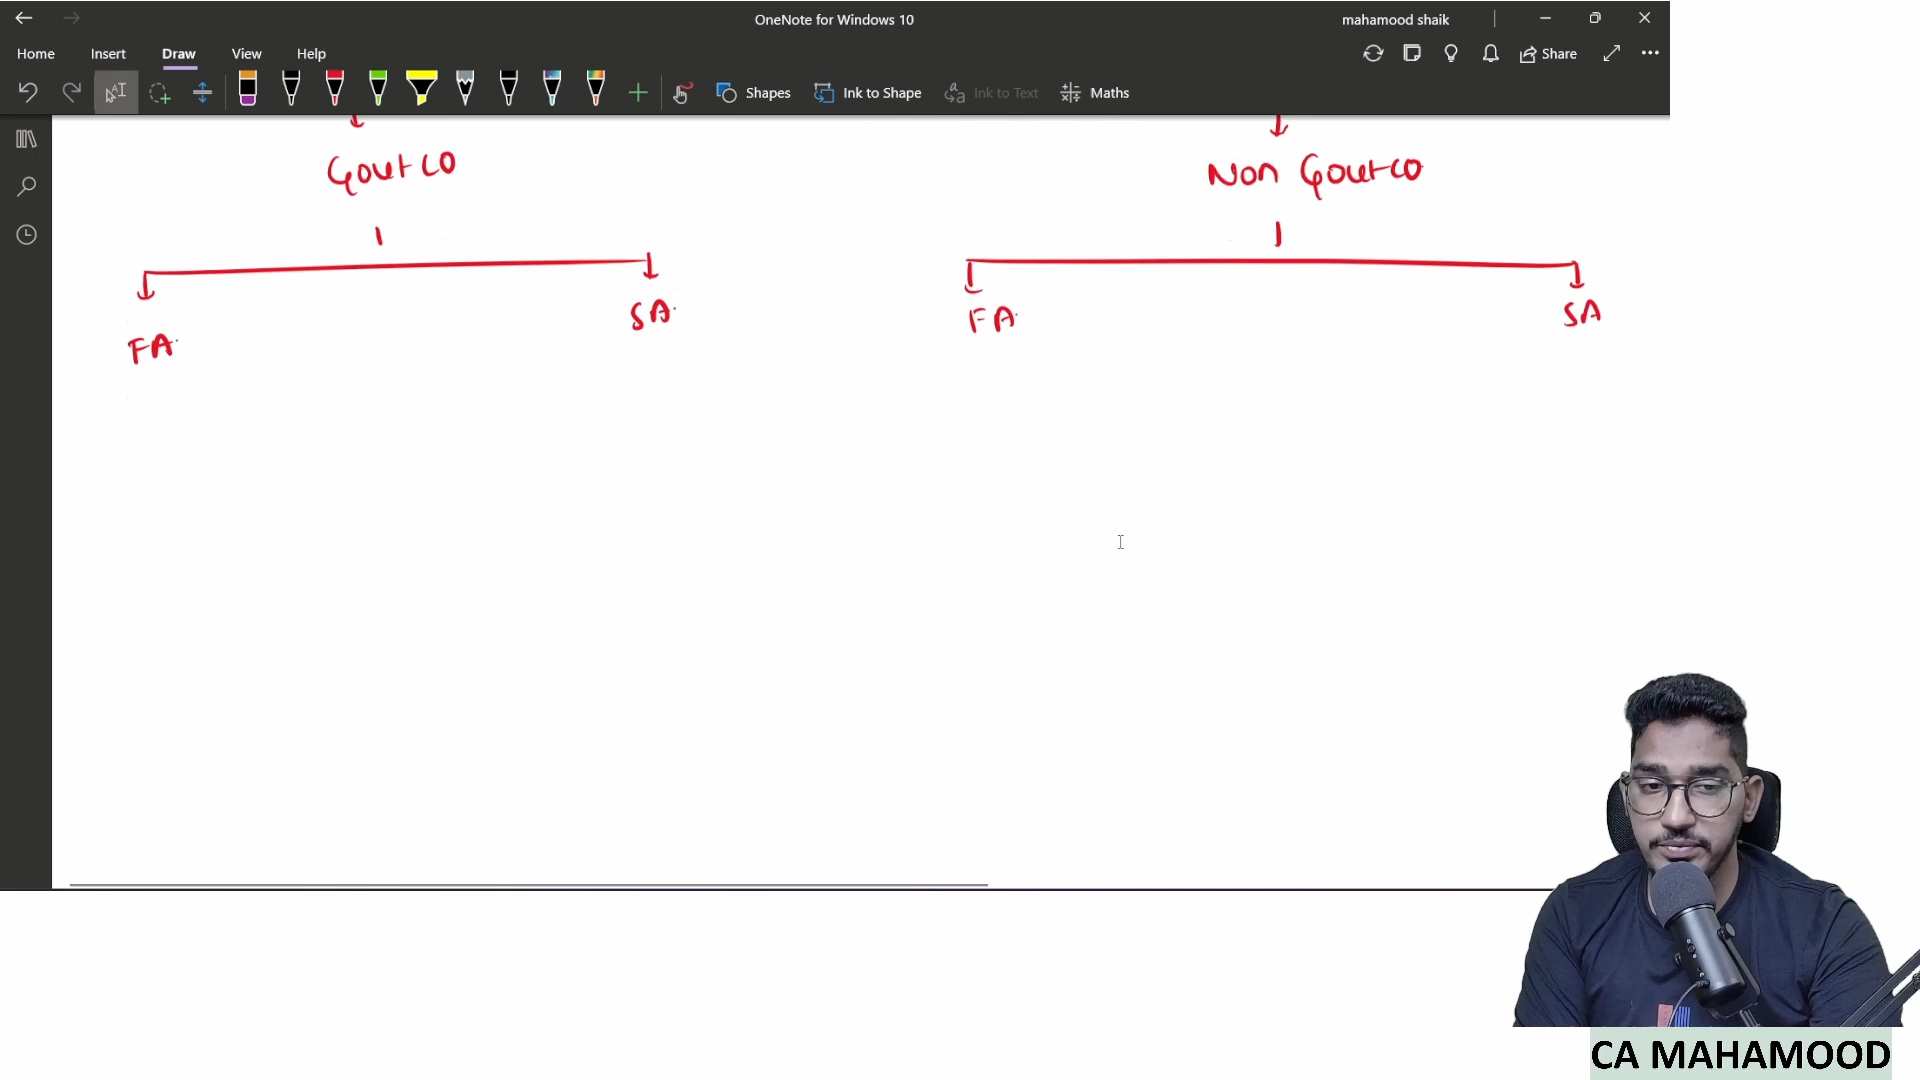 OneNote for Windows 10
mahamood shaik
Home Insert Draw View Help
Share
Shapes Ink to Shape Ink to Text Maths
Govt CO
Non Govt CO
FA
SA
FA
SA
CA MAHAMOOD